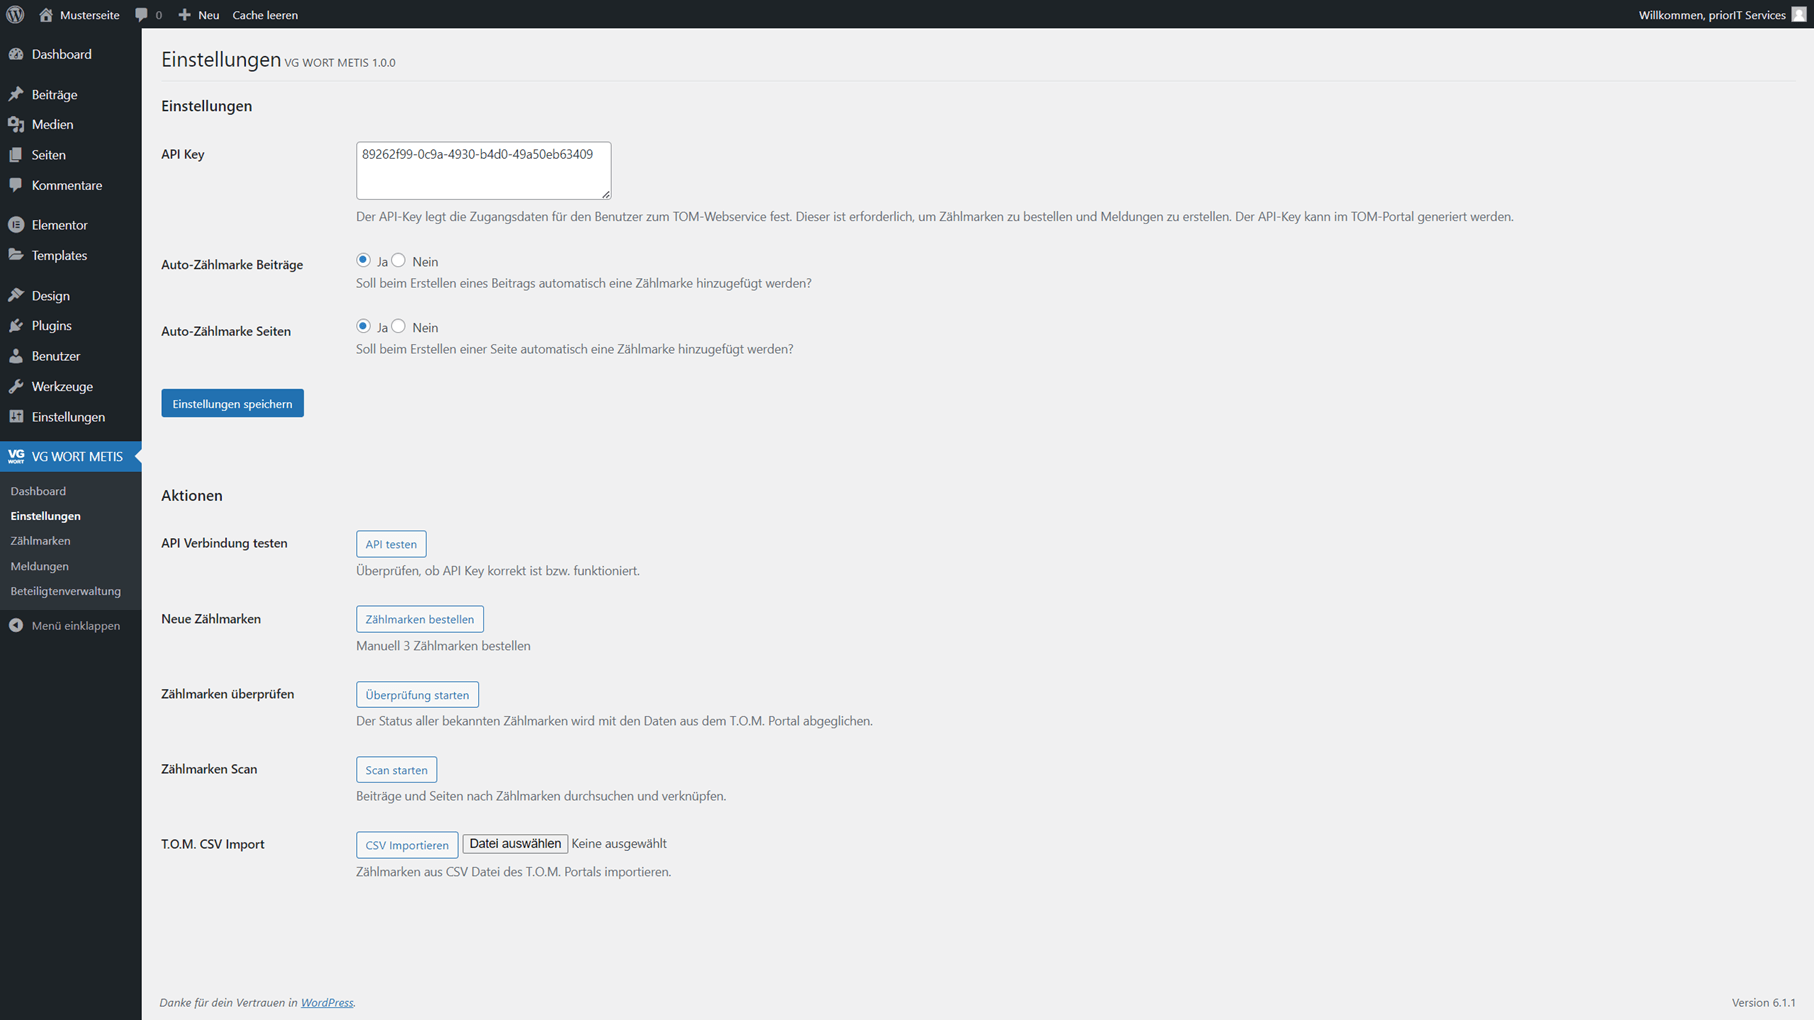 Musterseite 0 Neu Cache leeren Willkommen, priorIT Services
Dashboard
Beiträge
Medien
Seiten
Kommentare
Elementor
Templates
Design
Plugins
Benutzer
Werkzeuge
Einstellungen
VG WORT VG WORT METIS
Dashboard
Einstellungen
Zählmarken
Meldungen
Beteiligtenverwaltung
Menü einklappen
Einstellungen VG WORT METIS 1.0.0
Einstellungen
API Key 89262f99-0c9a-4930-b4d0-49a50eb63409
Der API-Key legt die Zugangsdaten für den Benutzer zum TOM-Webservice fest. Dieser ist erforderlich, um Zählmarken zu bestellen und Meldungen zu erstellen. Der API-Key kann im TOM-Portal generiert werden.
Auto-Zählmarke Beiträge Ja Nein
Soll beim Erstellen eines Beitrags automatisch eine Zählmarke hinzugefügt werden?
Auto-Zählmarke Seiten Ja Nein
Soll beim Erstellen einer Seite automatisch eine Zählmarke hinzugefügt werden?
Einstellungen speichern
Aktionen
API Verbindung testen API testen
Überprüfen, ob API Key korrekt ist bzw. funktioniert.
Neue Zählmarken Zählmarken bestellen
Manuell 3 Zählmarken bestellen
Zählmarken überprüfen Überprüfung starten
Der Status aller bekannten Zählmarken wird mit den Daten aus dem T.O.M. Portal abgeglichen.
Zählmarken Scan Scan starten
Beiträge und Seiten nach Zählmarken durchsuchen und verknüpfen.
T.O.M. CSV Import CSV Importieren Datei auswählen Keine ausgewählt
Zählmarken aus CSV Datei des T.O.M. Portals importieren.
Danke für dein Vertrauen in WordPress. Version 6.1.1